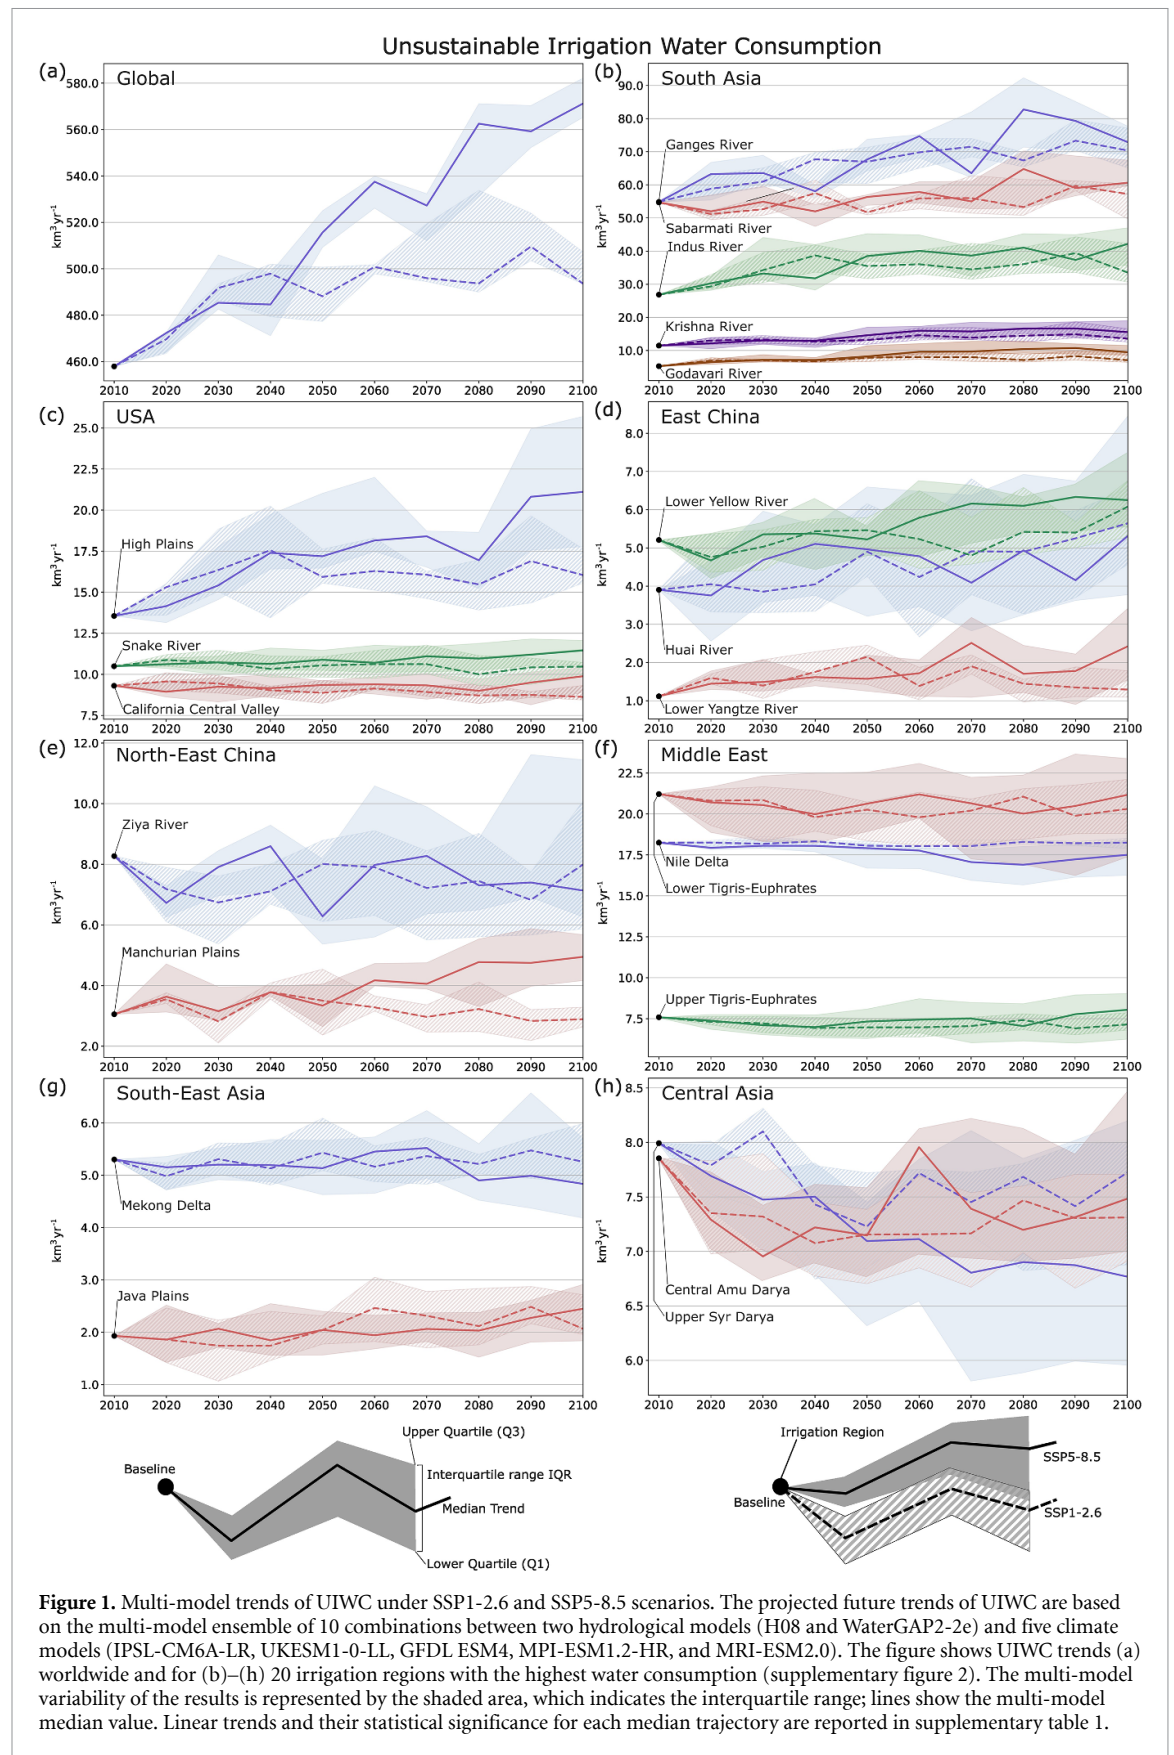 Unsustainable Irrigation Water Consumption
(a)
Global
580.0
560.0
540.0
520.0
500.0
480.0
460.0
km³yr⁻¹
2010 2020 2030 2040 2050 2060 2070 2080 2090 2100
(b)
South Asia
90.0
80.0
70.0
60.0
50.0
40.0
30.0
20.0
10.0
km³yr⁻¹
Ganges River
Sabarmati River
Indus River
Krishna River
Godavari River
2010 2020 2030 2040 2050 2060 2070 2080 2090 2100
(c)
USA
25.0
22.5
20.0
17.5
15.0
12.5
10.0
7.5
km³yr⁻¹
High Plains
Snake River
California Central Valley
2010 2020 2030 2040 2050 2060 2070 2080 2090 2100
(d)
East China
8.0
7.0
6.0
5.0
4.0
3.0
2.0
1.0
km³yr⁻¹
Lower Yellow River
Huai River
Lower Yangtze River
2010 2020 2030 2040 2050 2060 2070 2080 2090 2100
(e)
North-East China
12.0
10.0
8.0
6.0
4.0
2.0
km³yr⁻¹
Ziya River
Manchurian Plains
2010 2020 2030 2040 2050 2060 2070 2080 2090 2100
(f)
Middle East
22.5
20.0
17.5
15.0
12.5
10.0
7.5
km³yr⁻¹
Nile Delta
Lower Tigris-Euphrates
Upper Tigris-Euphrates
2010 2020 2030 2040 2050 2060 2070 2080 2090 2100
(g)
South-East Asia
6.0
5.0
4.0
3.0
2.0
1.0
km³yr⁻¹
Mekong Delta
Java Plains
2010 2020 2030 2040 2050 2060 2070 2080 2090 2100
(h)
Central Asia
8.5
8.0
7.5
7.0
6.5
6.0
km³yr⁻¹
Central Amu Darya
Upper Syr Darya
2010 2020 2030 2040 2050 2060 2070 2080 2090 2100
Upper Quartile (Q3)
Baseline
Interquartile range IQR
Median Trend
Lower Quartile (Q1)
Irrigation Region
SSP5-8.5
Baseline
SSP1-2.6
Figure 1. Multi-model trends of UIWC under SSP1-2.6 and SSP5-8.5 scenarios. The projected future trends of UIWC are based
on the multi-model ensemble of 10 combinations between two hydrological models (H08 and WaterGAP2-2e) and five climate
models (IPSL-CM6A-LR, UKESM1-0-LL, GFDL ESM4, MPI-ESM1.2-HR, and MRI-ESM2.0). The figure shows UIWC trends (a)
worldwide and for (b)–(h) 20 irrigation regions with the highest water consumption (supplementary figure 2). The multi-model
variability of the results is represented by the shaded area, which indicates the interquartile range; lines show the multi-model
median value. Linear trends and their statistical significance for each median trajectory are reported in supplementary table 1.